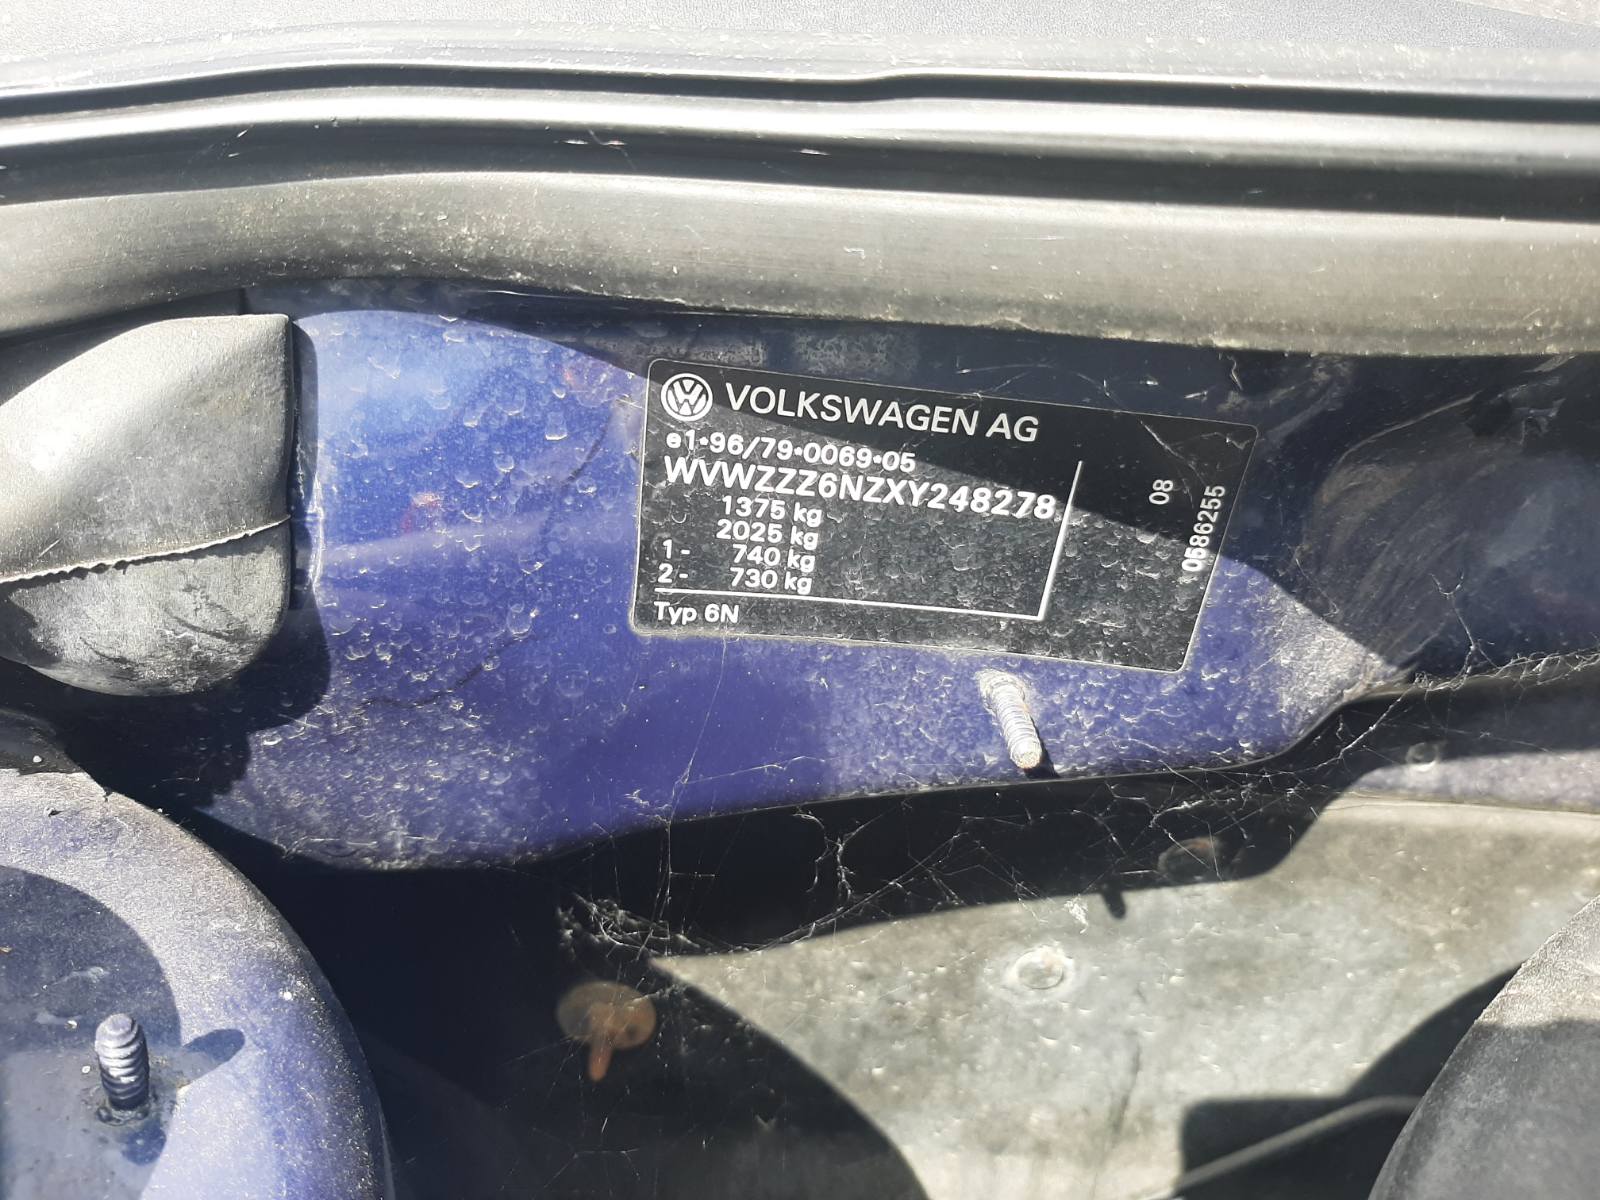 VOLKSWAGEN AG
e1*96/79*0069*05
WVWZZZ6NZXY248278
1375 kg
2025 kg
1 - 740 kg
2 - 730 kg
Typ 6N
08
0586255